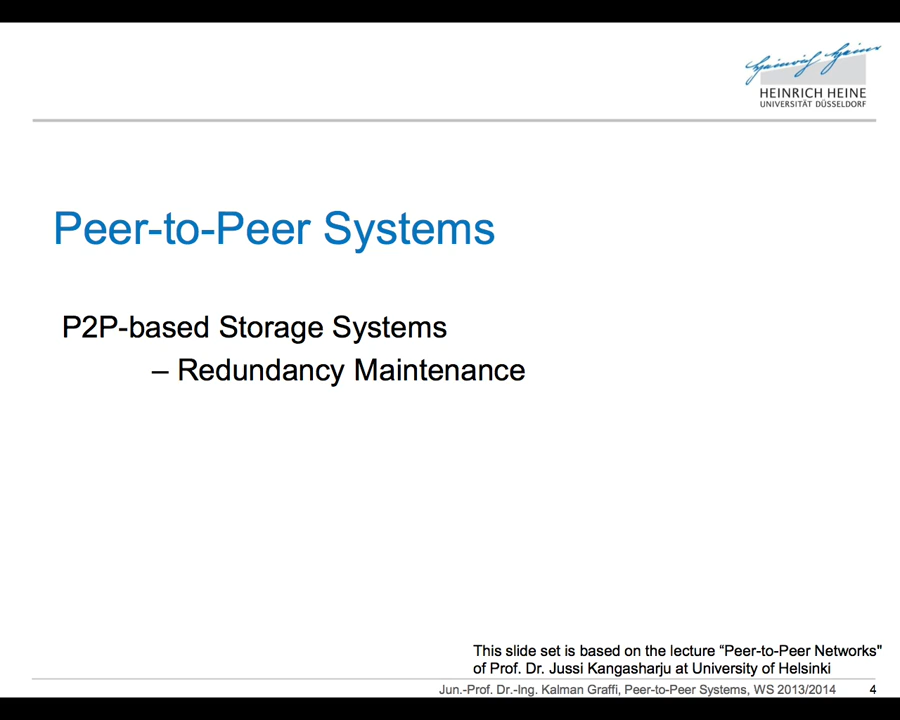 Heinrich Heine
HEINRICH HEINE
UNIVERSITÄT DÜSSELDORF
Peer-to-Peer Systems
P2P-based Storage Systems
– Redundancy Maintenance
This slide set is based on the lecture “Peer-to-Peer Networks"
of Prof. Dr. Jussi Kangasharju at University of Helsinki
Jun.-Prof. Dr.-Ing. Kalman Graffi, Peer-to-Peer Systems, WS 2013/2014 4